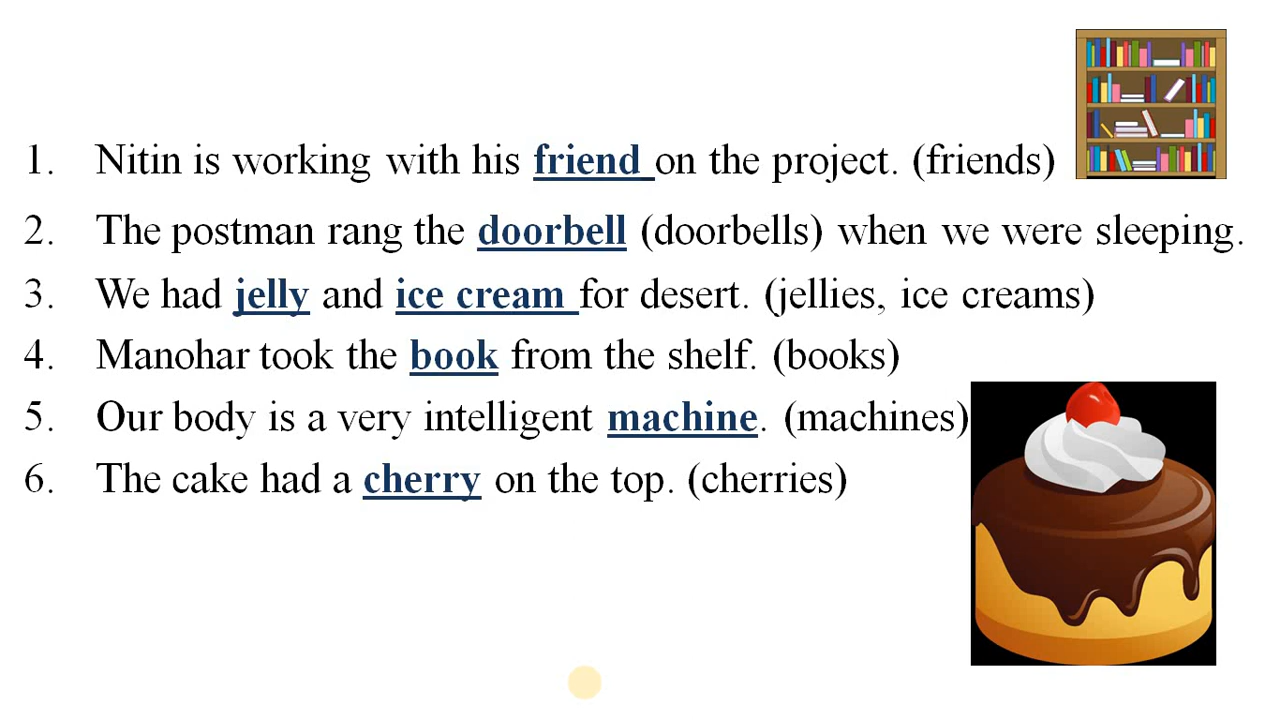 1. Nitin is working with his friend on the project. (friends)
2. The postman rang the doorbell (doorbells) when we were sleeping.
3. We had jelly and ice cream for desert. (jellies, ice creams)
4. Manohar took the book from the shelf. (books)
5. Our body is a very intelligent machine. (machines)
6. The cake had a cherry on the top. (cherries)